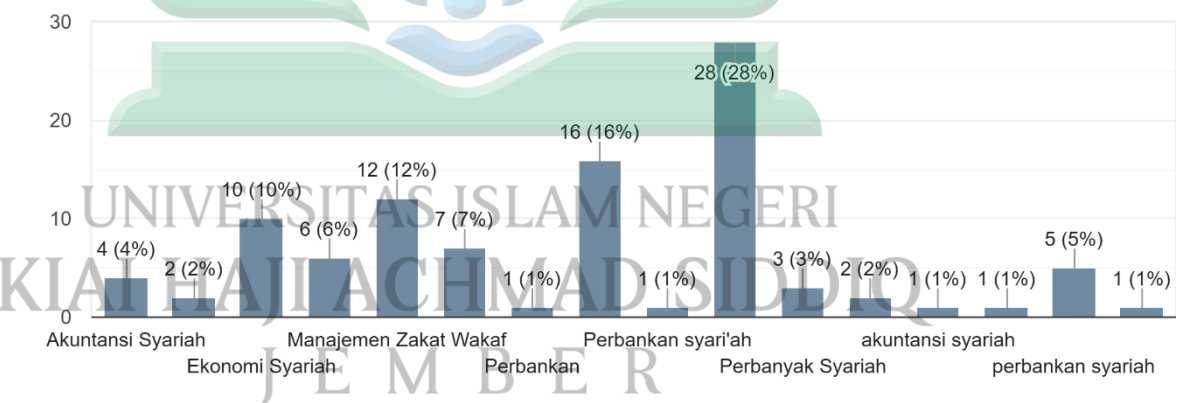 30
28 (28%)
20
16 (16%)
12 (12%)
10 (10%)
UNIVERSITAS ISLAM NEGERI
10
7 (7%)
6 (6%)
5 (5%)
4 (4%)
2 (2%)
1 (1%)
1 (1%)
3 (3%)
2 (2%)
1 (1%)
1 (1%)
1 (1%)
KIAI HAJI ACHMAD SIDDIQ
0
Akuntansi Syariah
Manajemen Zakat Wakaf
Perbankan syari'ah
akuntansi syariah
Ekonomi Syariah
Perbankan
Perbanyak Syariah
perbankan syariah
JEMBER